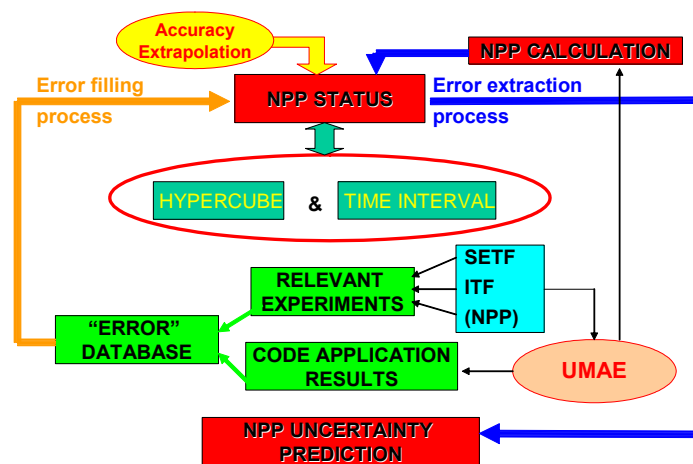 Accuracy
Extrapolation
NPP CALCULATION
Error filling
process
NPP STATUS
Error extraction
process
HYPERCUBE
&
TIME INTERVAL
RELEVANT
EXPERIMENTS
SETF
ITF
(NPP)
“ERROR”
DATABASE
CODE APPLICATION
RESULTS
UMAE
NPP UNCERTAINTY
PREDICTION